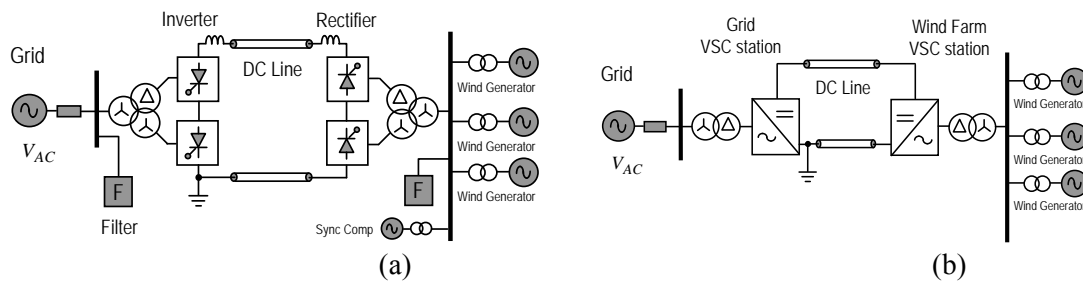 Inverter
Rectifier
Grid
DC Line
V_AC
F
Filter
F
Wind Generator
Wind Generator
Wind Generator
Sync Comp
(a)
Grid
VSC station
Wind Farm
VSC station
Grid
DC Line
V_AC
Wind Generator
Wind Generator
Wind Generator
(b)